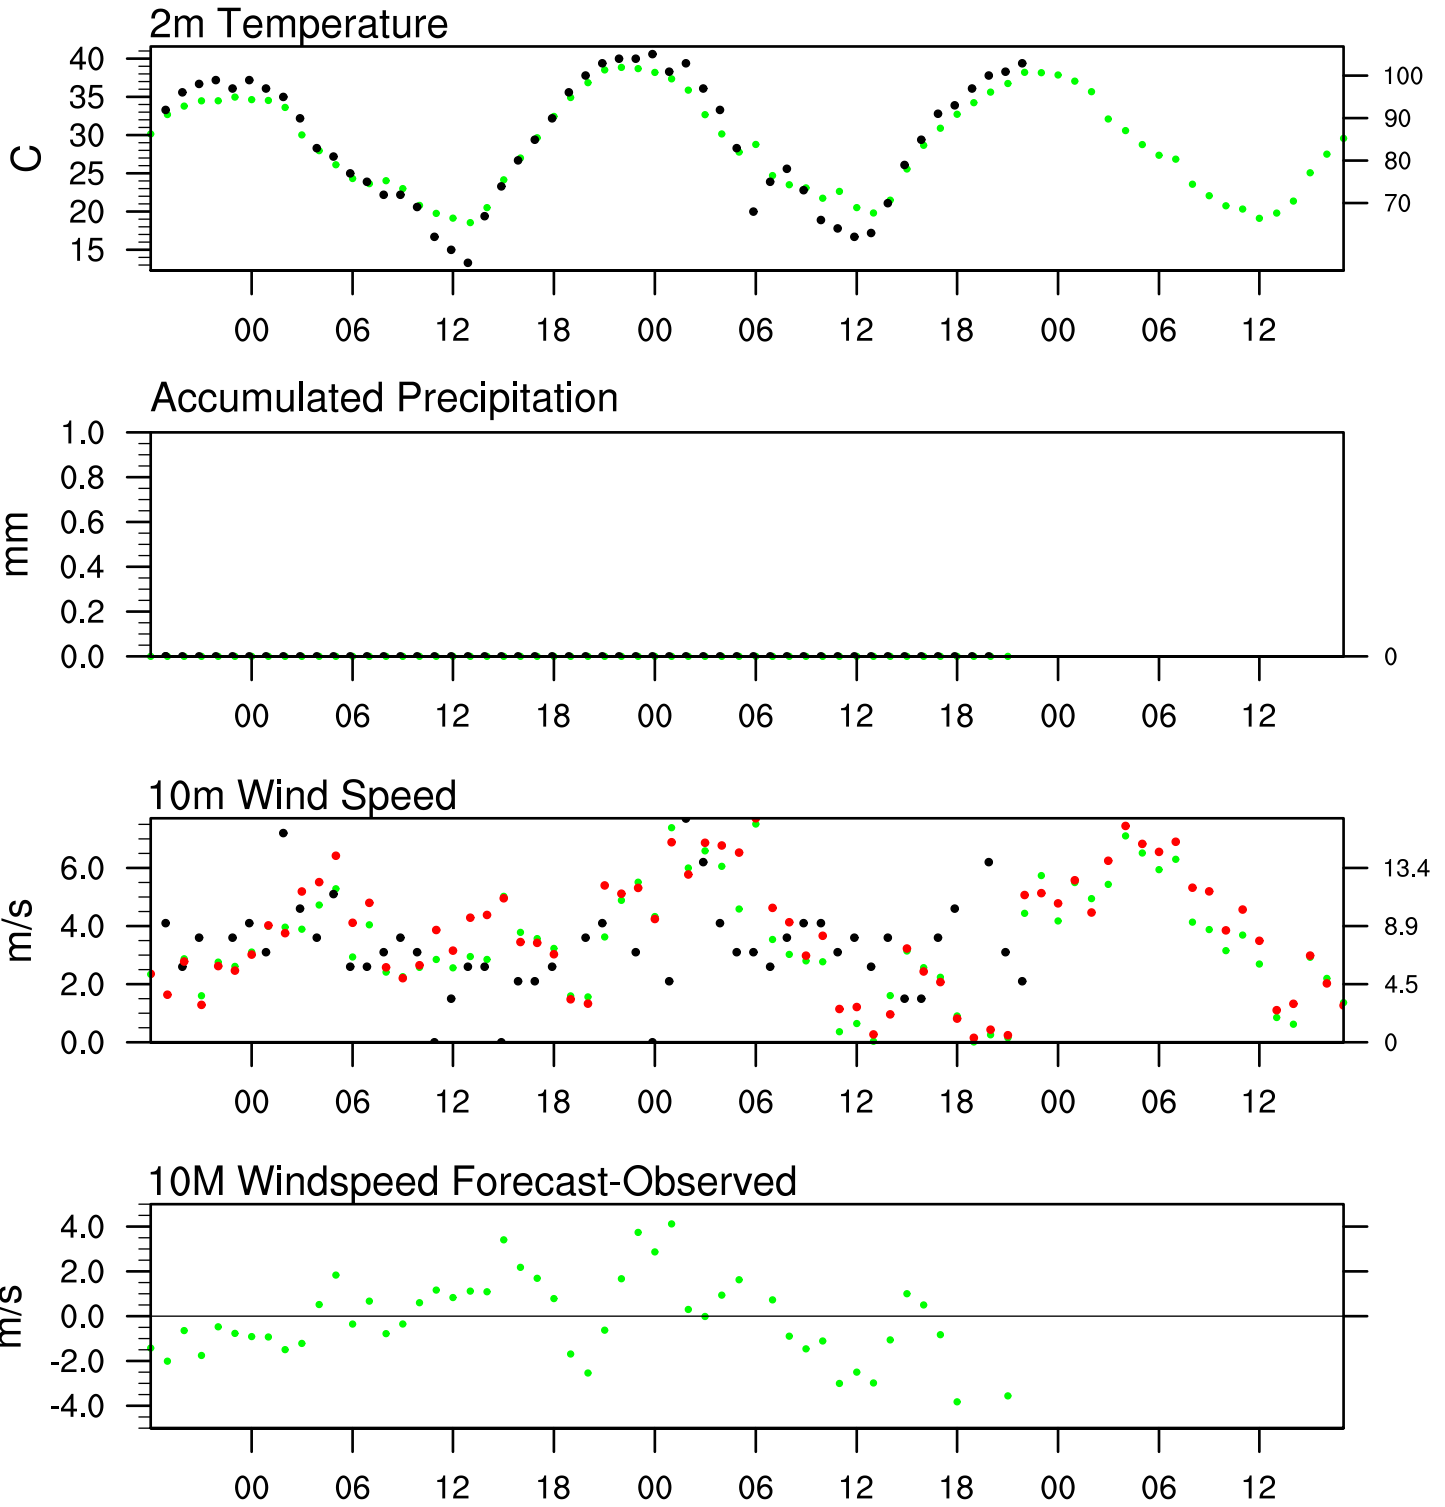 2m Temperature
40
35
30
25
20
15
C
100
90
80
70
00 06 12 18 00 06 12 18 00 06 12
Accumulated Precipitation
1.0
0.8
0.6
0.4
0.2
0.0
mm
0
00 06 12 18 00 06 12 18 00 06 12
10m Wind Speed
6.0
4.0
2.0
0.0
m/s
13.4
8.9
4.5
0
00 06 12 18 00 06 12 18 00 06 12
10M Windspeed Forecast-Observed
4.0
2.0
0.0
-2.0
-4.0
m/s
00 06 12 18 00 06 12 18 00 06 12